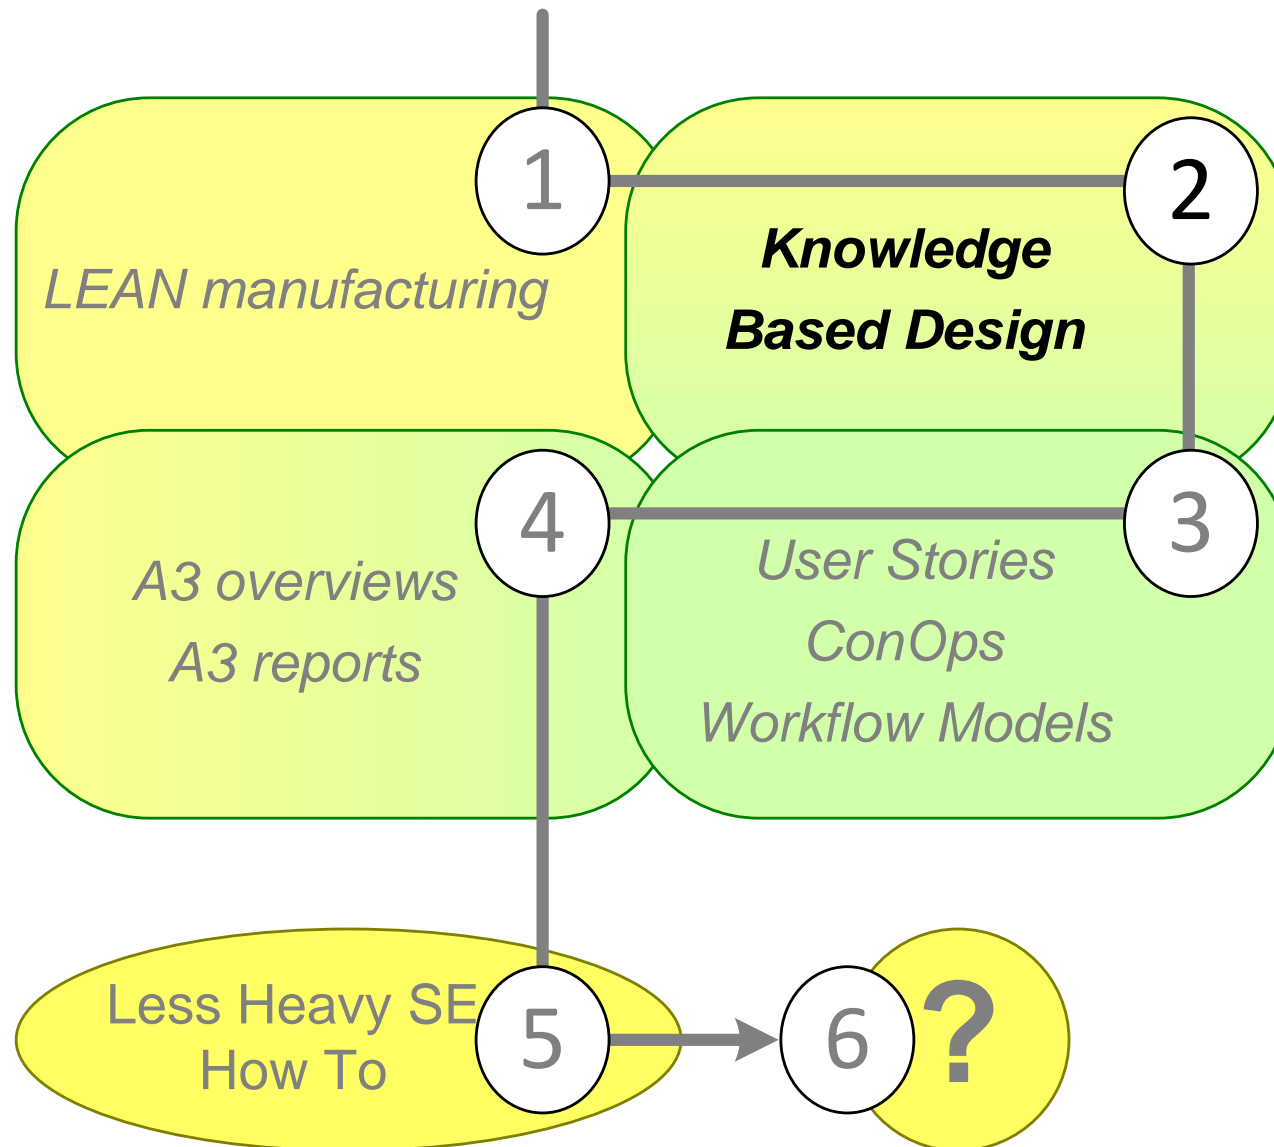 1
LEAN manufacturing
2
Knowledge
Based Design
3
User Stories
ConOps
Workflow Models
4
A3 overviews
A3 reports
5
Less Heavy SE
How To
6
?